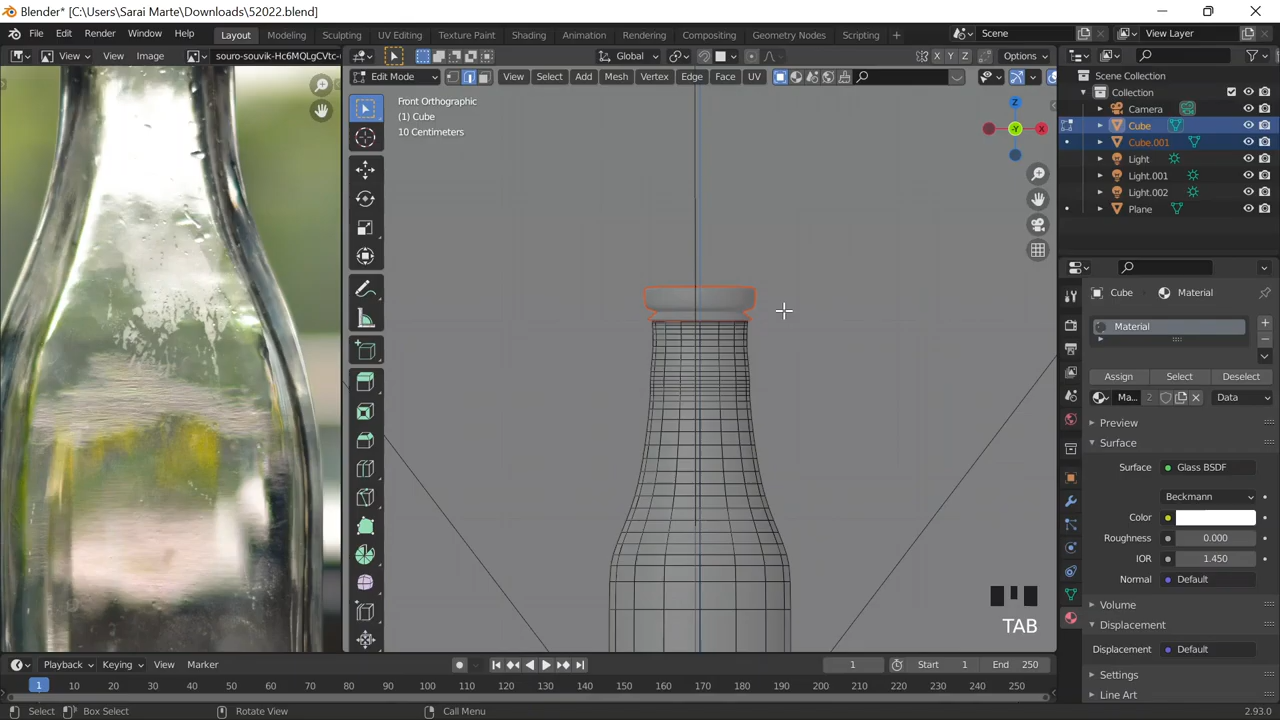 Blender* [C:\Users\Sarai Marte\Downloads\52022.blend]
File Edit Render Window Help Layout Modeling Sculpting UV Editing Texture Paint Shading Animation Rendering Compositing Geometry Nodes Scripting + Scene View Layer
View View Image souro-souvik-Hc6MQLgCVtc- Global X Y Z Options
Edit Mode View Select Add Mesh Vertex Edge Face UV
Front Orthographic
(1) Cube
10 Centimeters
Z
-Y X
TAB
Scene Collection
Collection
Camera
Cube
Cube.001
Light
Light.001
Light.002
Plane
Cube Material
Material
Assign Select Deselect
Ma... 2 Data
Preview
Surface
Surface Glass BSDF
Beckmann
Color
Roughness 0.000
IOR 1.450
Normal Default
Volume
Displacement
Displacement Default
Settings
Line Art
Playback Keying View Marker 1 Start 1 End 250
1 10 20 30 40 50 60 70 80 90 100 110 120 130 140 150 160 170 180 190 200 210 220 230 240 250
Select Box Select Rotate View Call Menu 2.93.0